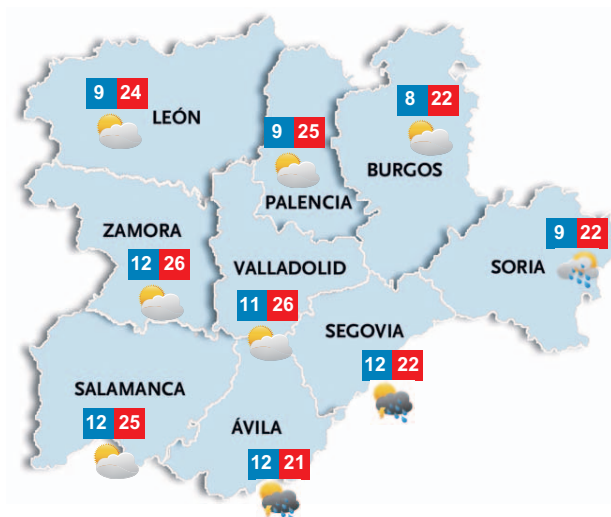 9 24
LEÓN
8 22
9 25
BURGOS
PALENCIA
ZAMORA
12 26
9 22
SORIA
VALLADOLID
11 26
SEGOVIA
12 22
SALAMANCA
12 25
ÁVILA
12 21